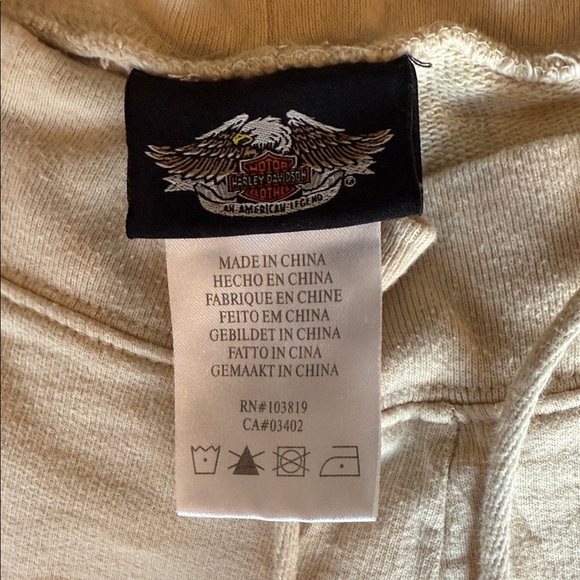 MOTOR
HARLEY-DAVIDSON
CLOTHES
AN AMERICAN LEGEND
®
MADE IN CHINA
HECHO EN CHINA
FABRIQUE EN CHINE
FEITO EM CHINA
GEBILDET IN CHINA
FATTO IN CINA
GEMAAKT IN CHINA
RN#103819
CA#03402